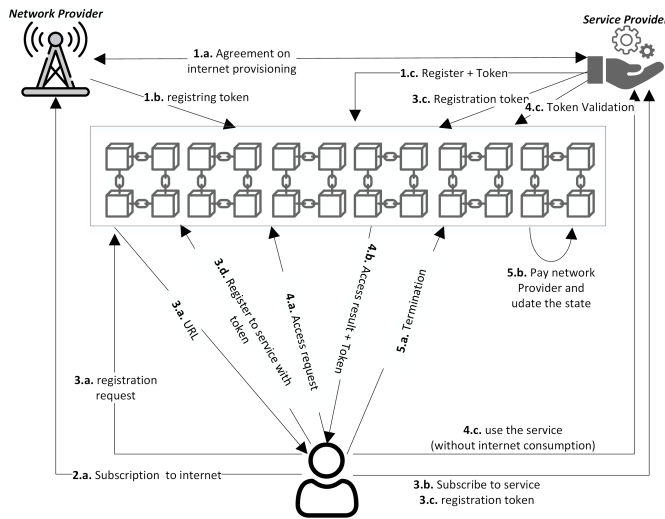 Network Provider
Service Provider
1.a. Agreement on
internet provisioning
1.b. registring token
1.c. Register + Token
3.c. Registration token
4.c. Token Validation
3.a. URL
3.d. Register to service with
token
4.a. Access request
4.b. Access result + Token
5.a. Termination
5.b. Pay network
Provider and
udate the state
3.a. registration
request
4.c. use the service
(without internet consumption)
2.a. Subscription to internet
3.b. Subscribe to service
3.c. registration token